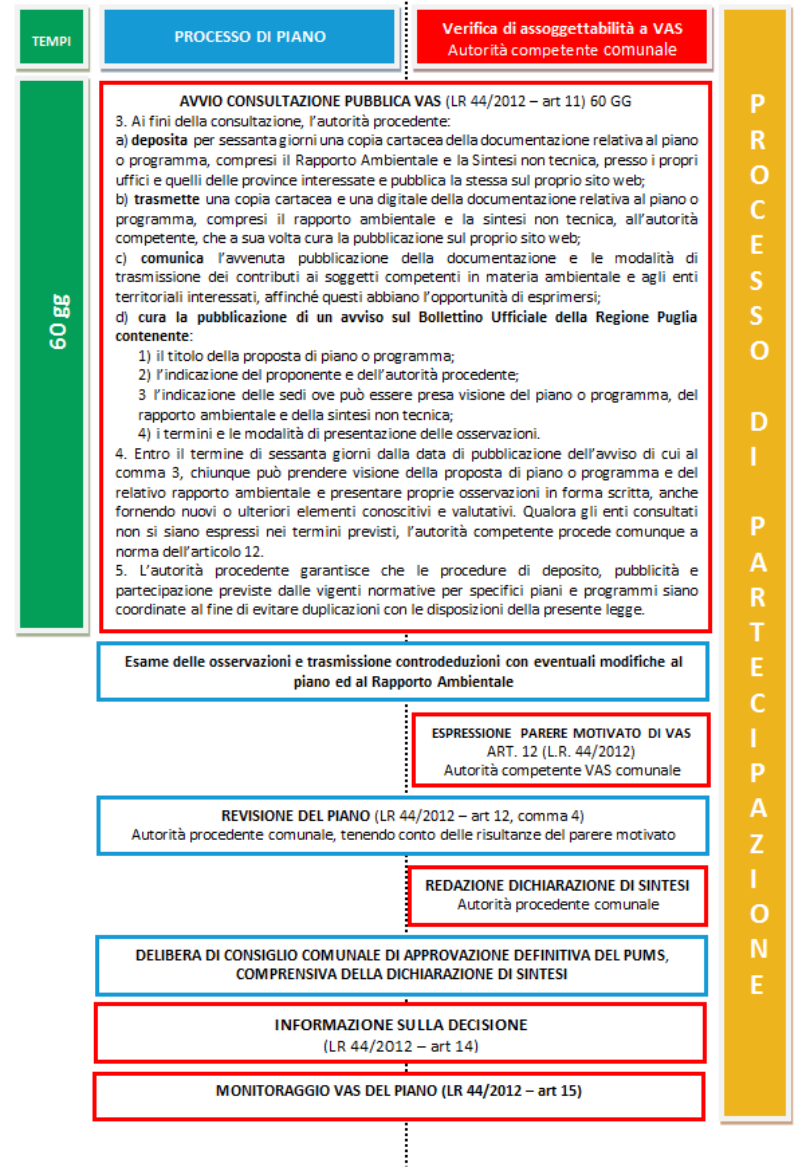 TEMPI
PROCESSO DI PIANO
Verifica di assoggettabilità a VAS
Autorità competente comunale
60 gg
AVVIO CONSULTAZIONE PUBBLICA VAS (LR 44/2012 – art 11) 60 GG
3. Ai fini della consultazione, l’autorità procedente:
a) deposita per sessanta giorni una copia cartacea della documentazione relativa al piano
o programma, compresi il Rapporto Ambientale e la Sintesi non tecnica, presso i propri
uffici e quelli delle province interessate e pubblica la stessa sul proprio sito web;
b) trasmette una copia cartacea e una digitale della documentazione relativa al piano o
programma, compresi il rapporto ambientale e la sintesi non tecnica, all’autorità
competente, che a sua volta cura la pubblicazione sul proprio sito web;
c) comunica l’avvenuta pubblicazione della documentazione e le modalità di
trasmissione dei contributi ai soggetti competenti in materia ambientale e agli enti
territoriali interessati, affinché questi abbiano l’opportunità di esprimersi;
d) cura la pubblicazione di un avviso sul Bollettino Ufficiale della Regione Puglia
contenente:
1) il titolo della proposta di piano o programma;
2) l’indicazione del proponente e dell’autorità procedente;
3 l’indicazione delle sedi ove può essere presa visione del piano o programma, del
rapporto ambientale e della sintesi non tecnica;
4) i termini e le modalità di presentazione delle osservazioni.
4. Entro il termine di sessanta giorni dalla data di pubblicazione dell’avviso di cui al
comma 3, chiunque può prendere visione della proposta di piano o programma e del
relativo rapporto ambientale e presentare proprie osservazioni in forma scritta, anche
fornendo nuovi o ulteriori elementi conoscitivi e valutativi. Qualora gli enti consultati
non si siano espressi nei termini previsti, l’autorità competente procede comunque a
norma dell’articolo 12.
5. L’autorità procedente garantisce che le procedure di deposito, pubblicità e
partecipazione previste dalle vigenti normative per specifici piani e programmi siano
coordinate al fine di evitare duplicazioni con le disposizioni della presente legge.
Esame delle osservazioni e trasmissione controdeduzioni con eventuali modifiche al
piano ed al Rapporto Ambientale
ESPRESSIONE PARERE MOTIVATO DI VAS
ART. 12 (L.R. 44/2012)
Autorità competente VAS comunale
REVISIONE DEL PIANO (LR 44/2012 – art 12, comma 4)
Autorità procedente comunale, tenendo conto delle risultanze del parere motivato
REDAZIONE DICHIARAZIONE DI SINTESI
Autorità procedente comunale
DELIBERA DI CONSIGLIO COMUNALE DI APPROVAZIONE DEFINITIVA DEL PUMS,
COMPRENSIVA DELLA DICHIARAZIONE DI SINTESI
INFORMAZIONE SULLA DECISIONE
(LR 44/2012 – art 14)
MONITORAGGIO VAS DEL PIANO (LR 44/2012 – art 15)
PROCESSO DI PARTECIPAZIONE